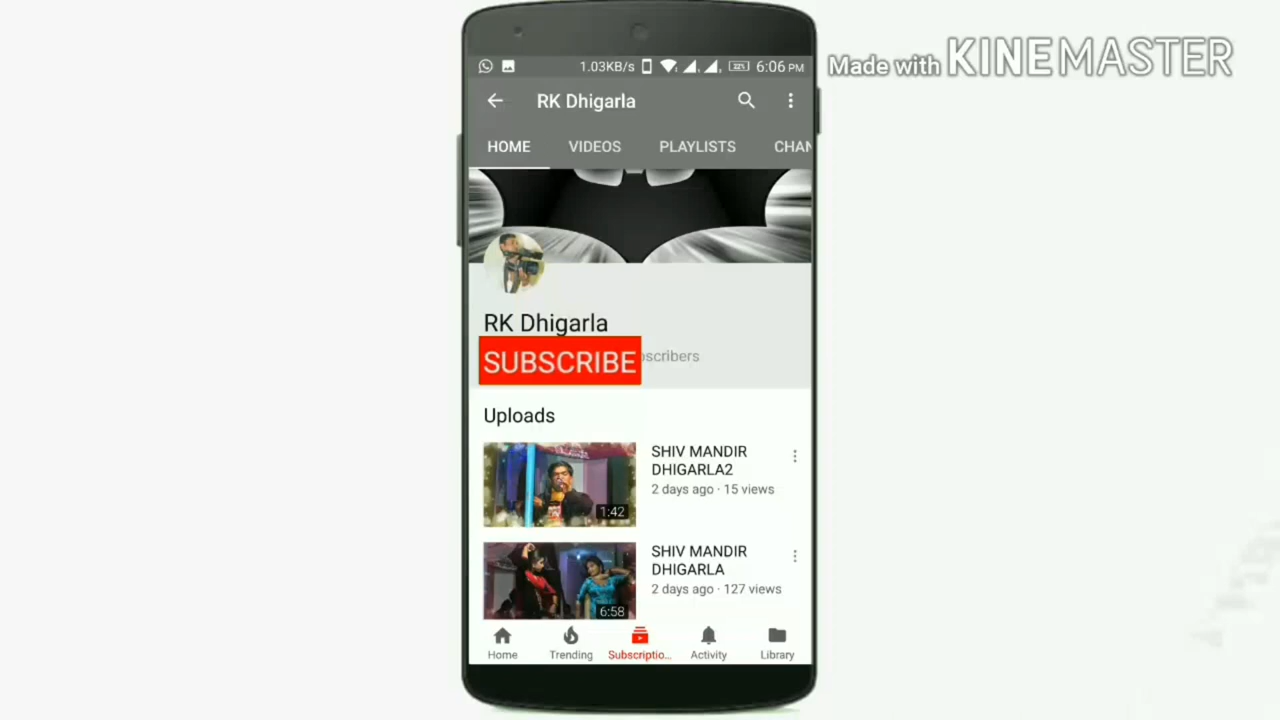 Made with KINEMASTER
1.03KB/s 6:06 PM
RK Dhigarla
HOME VIDEOS PLAYLISTS CHAN
RK Dhigarla
SUBSCRIBE bscribers
Uploads
SHIV MANDIR
DHIGARLA2
2 days ago · 15 views
1:42
SHIV MANDIR
DHIGARLA
2 days ago · 127 views
6:58
Home Trending Subscriptio... Activity Library